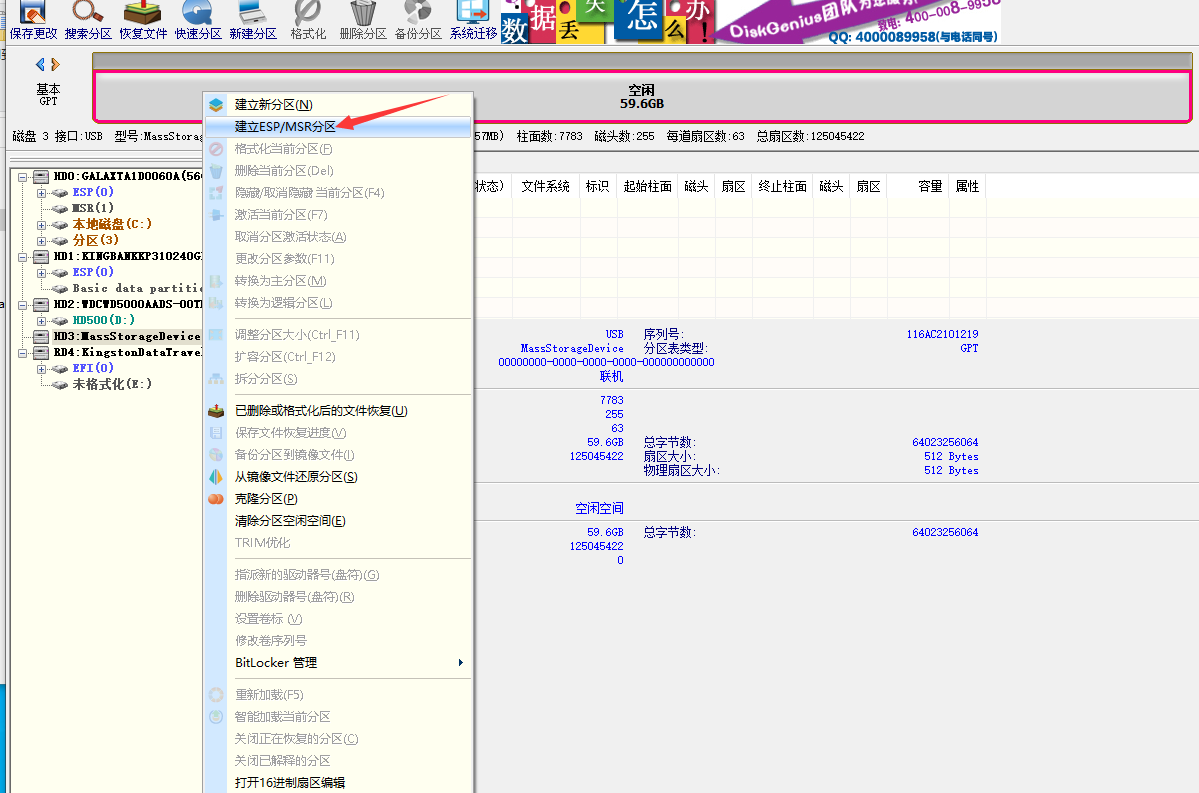 保存更改 搜索分区 恢复文件 快速分区 新建分区 格式化 删除分区 备份分区 系统迁移
数据丢失怎么办
DiskGenius团队为您服务
致电: 400-008-9958
QQ: 4000089958(与电话同号)
基本
GPT
空闲
59.6GB
磁盘 3 接口:USB 型号:MassStorag
57MB) 柱面数:7783 磁头数:255 每道扇区数:63 总扇区数:125045422
HD0:GALAXTA1D0060A(56
ESP(0)
MSR(1)
本地磁盘(C:)
分区(3)
HD1:KINGBANKKP310240G
ESP(0)
Basic data partitio
HD2:WDCWD5000AADS-00T
HD500(D:)
HD3:MassStorageDevice
RD4:KingstonDataTrave
EFI(0)
未格式化(E:)
建立新分区(N)
建立ESP/MSR分区
格式化当前分区(F)
删除当前分区(Del)
隐藏/取消隐藏 当前分区(F4)
激活当前分区(F7)
取消分区激活状态(A)
更改分区参数(F11)
转换为主分区(M)
转换为逻辑分区(L)
调整分区大小(Ctrl_F11)
扩容分区(Ctrl_F12)
拆分分区(S)
已删除或格式化后的文件恢复(U)
保存文件恢复进度(V)
备份分区到镜像文件(I)
从镜像文件还原分区(S)
克隆分区(P)
清除分区空闲空间(E)
TRIM优化
指派新的驱动器号(盘符)(G)
删除驱动器号(盘符)(R)
设置卷标 (V)
修改卷序列号
BitLocker 管理
重新加载(F5)
智能加载当前分区
关闭正在恢复的分区(C)
关闭已解释的分区
打开16进制扇区编辑
状态) 文件系统 标识 起始柱面 磁头 扇区 终止柱面 磁头 扇区 容量 属性
USB 序列号: 116AC2101219
MassStorageDevice 分区表类型: GPT
00000000-0000-0000-0000-000000000000
联机
7783
255
63
59.6GB 总字节数: 64023256064
125045422 扇区大小: 512 Bytes
物理扇区大小: 512 Bytes
空闲空间
59.6GB 总字节数: 64023256064
125045422
0